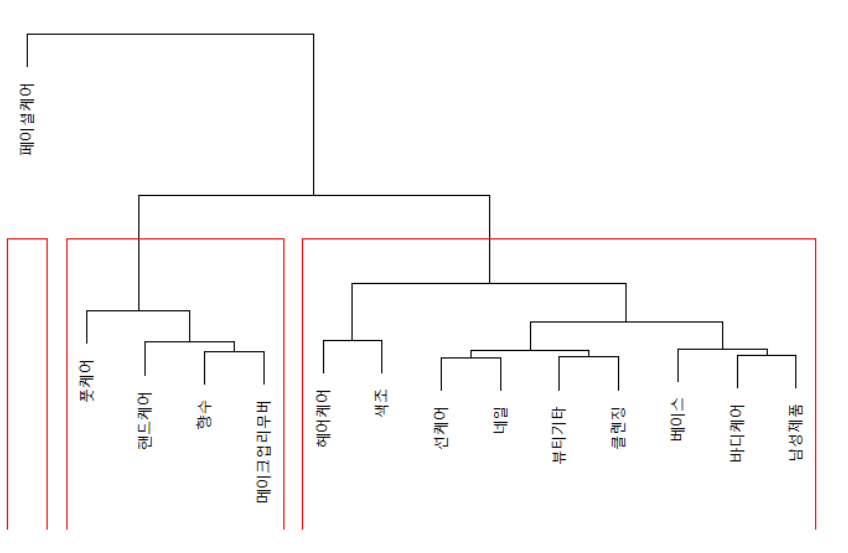 페이셜케어
풋케어
핸드케어
향수
메이크업리무버
헤어케어
색조
선케어
네일
뷰티기타
클렌징
베이스
바디케어
남성제품